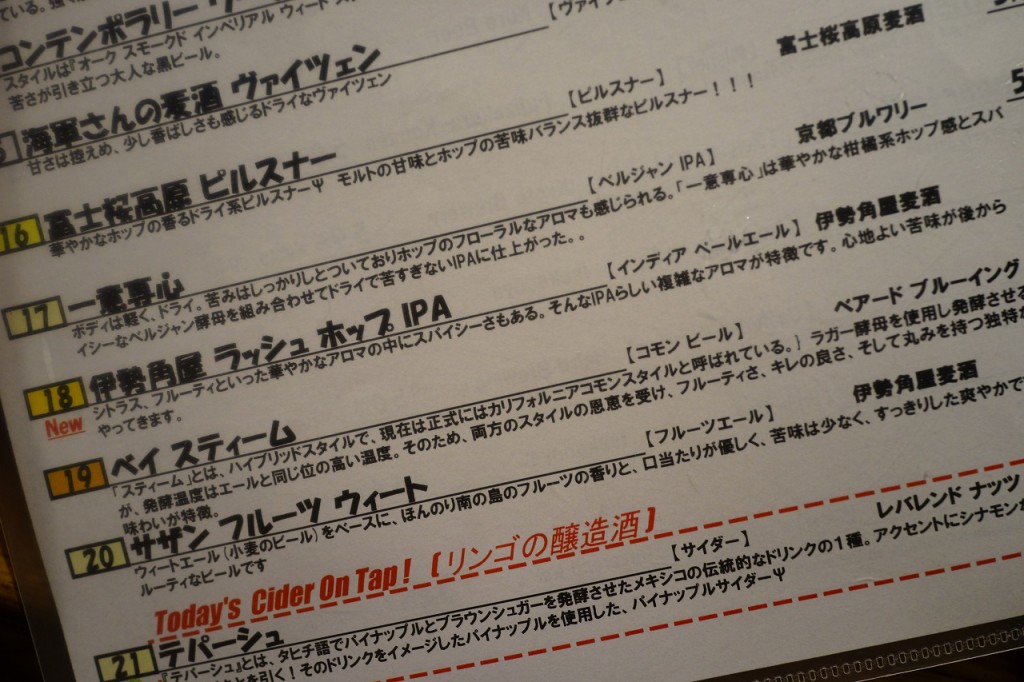 ている。
コンテンポラリー
【ヴァイツ
スタイルは『オーク スモークド インペリアル ウィート ス
苦さが引き立つ大人な黒ビール。
海軍さんの麦酒 ヴァイツェン
甘さは控えめ、少し香ばしさも感じるドライなヴァイツェン
16 富士桜高原 ピルスナー 【ピルスナー】 富士桜高原麦酒
華やかなホップの香るドライ系ピルスナーΨ モルトの甘味とホップの苦味バランス抜群なピルスナー！！！
17 一意専心 【ベルジャン IPA】 京都ブルワリー 5
ボディは軽く、ドライ。苦みはしっかりしとついておりホップのフローラルなアロマも感じられる。「一意専心」は華やかな柑橘系ホップ感とスパ
イシーなベルジャン酵母を組み合わせてドライで苦すぎないIPAに仕上がった。。
18 伊勢角屋 ラッシュ ホップ IPA 【インディア ペールエール】 伊勢角屋麦酒
New シトラス、フルーティといった華やかなアロマの中にスパイシーさもある。そんなIPAらしい複雑なアロマが特徴です。心地よい苦味が後から
やってきます。
19 ベイ スティーム 【コモン ビール】 ベアード ブルーイング
「スティーム」とは、ハイブリッドスタイルで、現在は正式にはカリフォルニアコモンスタイルと呼ばれている。} ラガー酵母を使用し発酵させる
が、発酵温度はエールと同じ位の高い温度。そのため、両方のスタイルの恩恵を受け、フルーティさ、キレの良さ、そして丸みを持つ独特な
味わいが特徴。
20 サザン フルーツ ウィート 【フルーツエール】 伊勢角屋麦酒
ウィートエール(小麦のビール)をベースに、ほんのり南の島のフルーツの香りと、口当たりが優しく、苦味は少なく、すっきりした爽やかで
ルーティなビールです
Today's Cider On Tap! (リンゴの醸造酒)
21 テパーシュ 【サイダー】 レバレンド ナッツ
『テパーシュ』とは、タヒチ語でパイナップルとブラウンシュガーを発酵させたメキシコの伝統的なドリンクの1種。アクセントにシナモン
を引く！そのドリンクをイメージしたパイナップルを使用した、パイナップルサイダーΨ